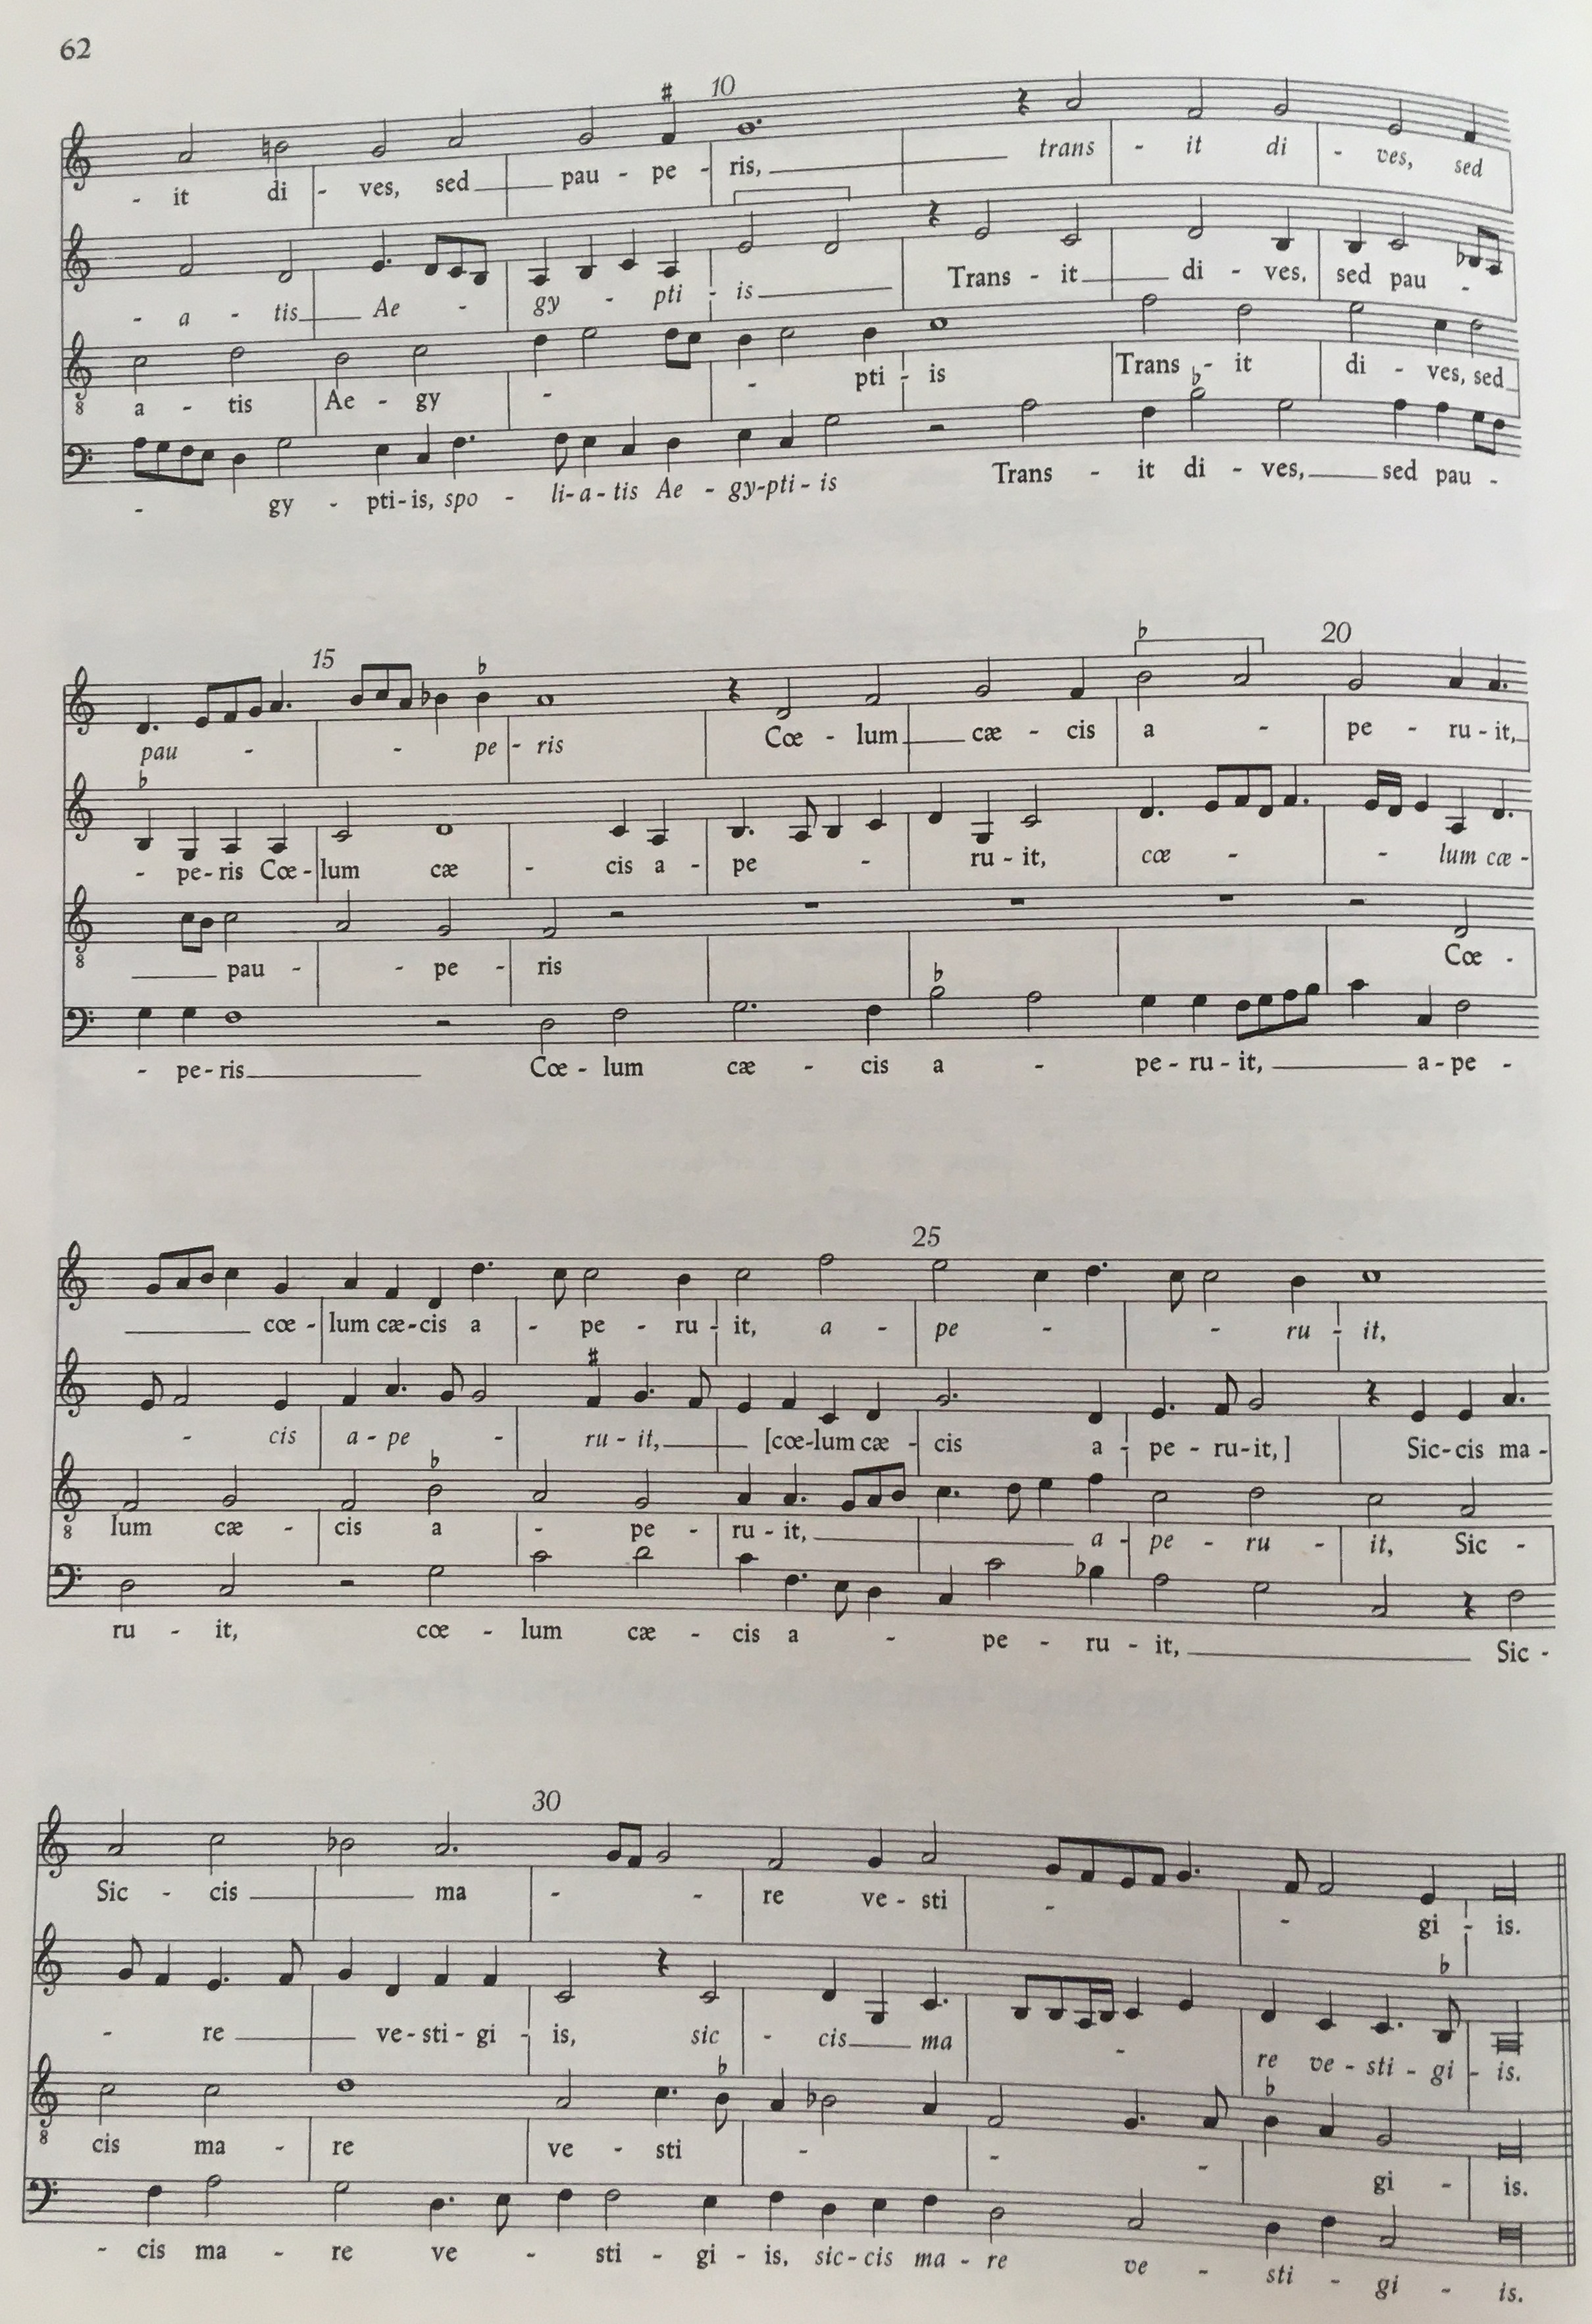 62
10
- it di - ves, sed pau - pe - ris, trans - it di - ves, sed
- a - tis Ae - gy - pti - is Trans - it di - ves, sed pau -
8 a - tis Ae - gy - - pti - is Trans - it di - ves, sed
- gy - pti - is, spo - li - a - tis Ae - gy - pti - is Trans - it di - ves, sed pau -
15 20
pau - - pe - ris Cœ - lum cæ - cis a - pe - ru - it,
- pe - ris Cœ - lum cæ - cis a - pe - ru - it, cœ - - lum cæ -
8 pau - - pe - ris Cœ -
- pe - ris Cœ - lum cæ - cis a - pe - ru - it, a - pe -
25
cœ - lum cæ - cis a - pe - ru - it, a - pe - - ru - it,
- cis a - pe - ru - it, [cœ - lum cæ - cis a - pe - ru - it,] Sic - cis ma -
8 lum cæ - cis a - pe - ru - it, a - pe - ru - it, Sic -
ru - it, cœ - lum cæ - cis a - pe - ru - it, Sic -
30
Sic - cis ma - - re ve - sti - - gi - is.
- re ve - sti - gi - is, sic - cis ma - re ve - sti - gi - is.
8 cis ma - re ve - sti - - - gi - is.
- cis ma - re ve - sti - gi - is, sic - cis ma - re ve - sti - gi - is.